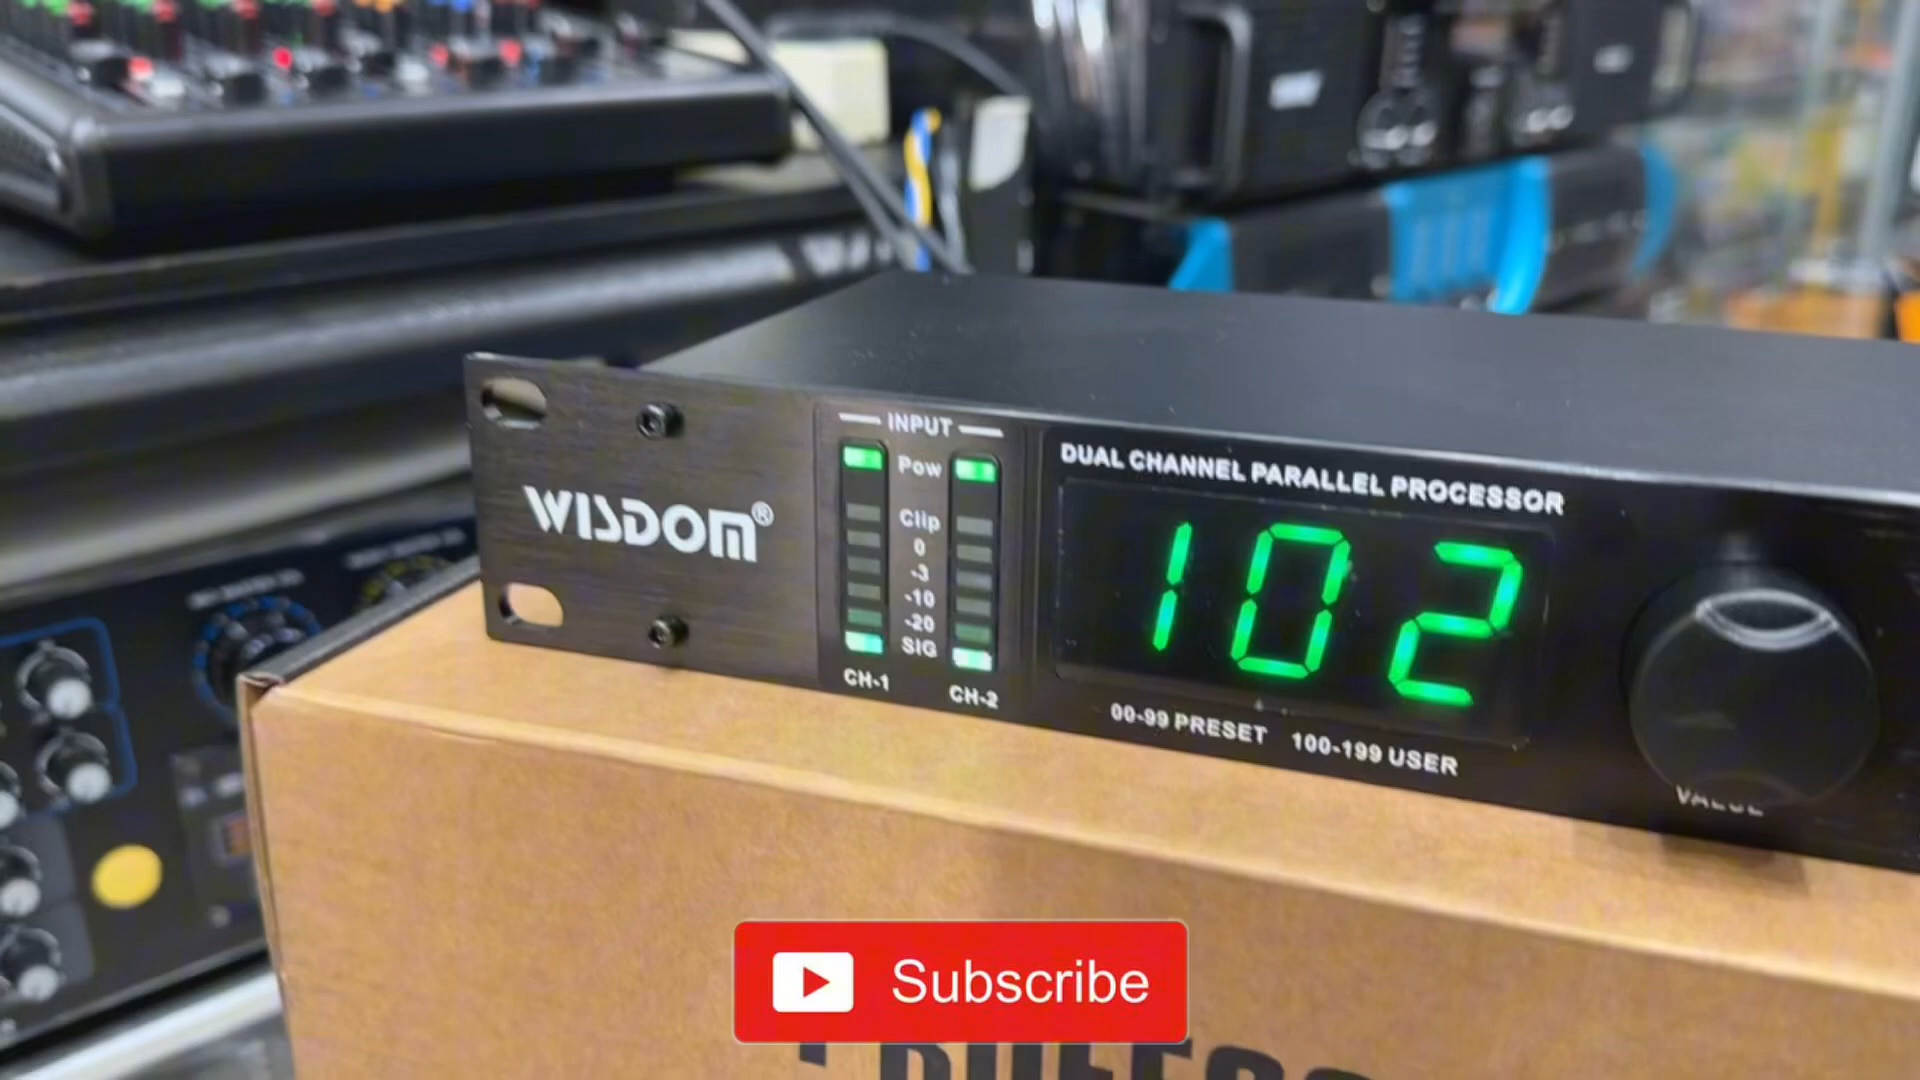 WISDOM®
INPUT
Pow
Clip
0
-3
-10
-20
SIG
CH-1
CH-2
DUAL CHANNEL PARALLEL PROCESSOR
102
00-99 PRESET 100-199 USER
VALUE
Subscribe